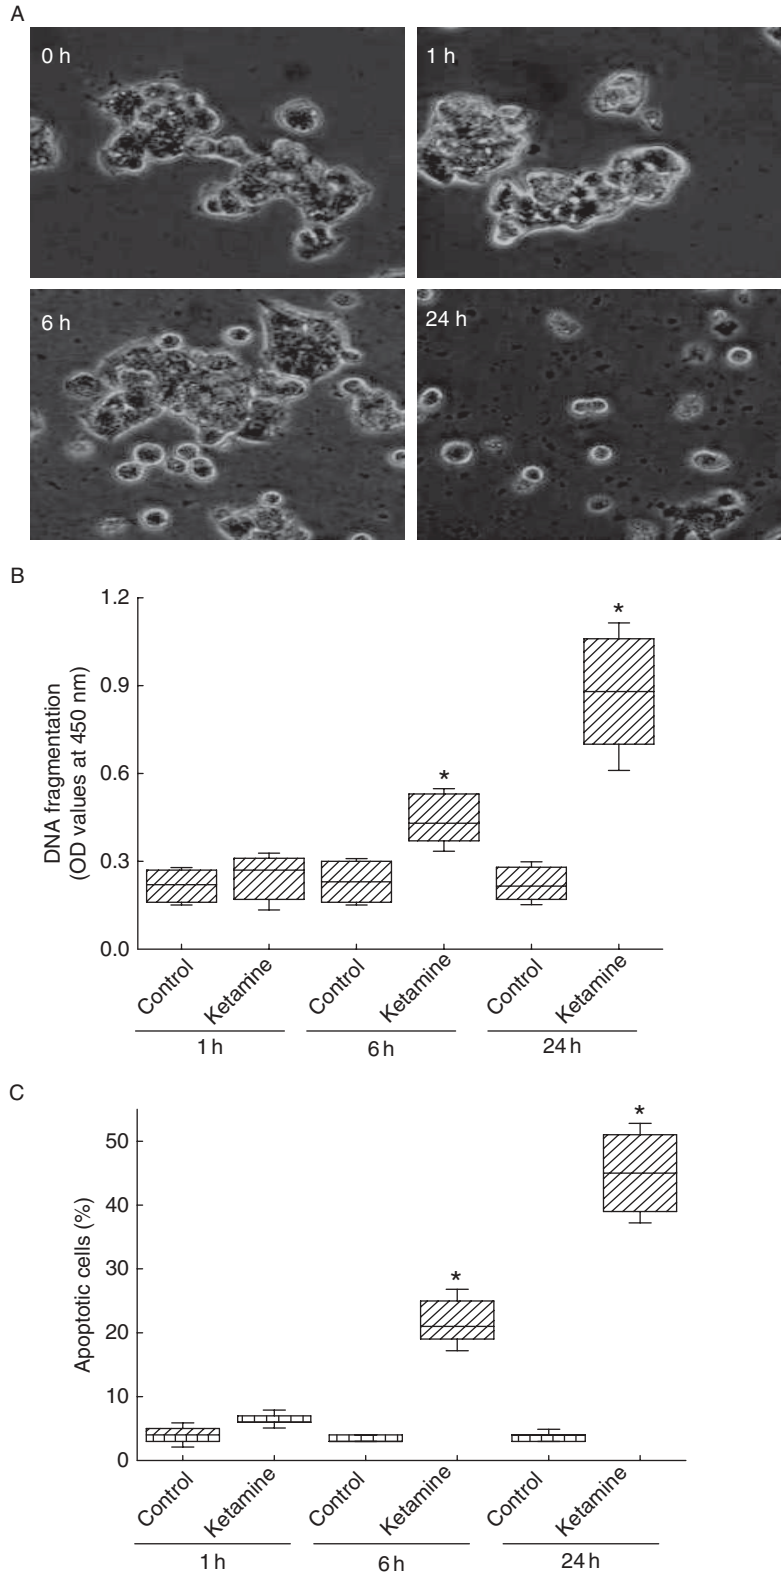 A
0 h
1 h
6 h
24 h
B
DNA fragmentation
(OD values at 450 nm)
1.2
0.9
0.6
0.3
0.0
*
*
Control
Ketamine
Control
Ketamine
Control
Ketamine
1 h
6 h
24 h
C
Apoptotic cells (%)
50
40
30
20
10
0
*
*
Control
Ketamine
Control
Ketamine
Control
Ketamine
1 h
6 h
24 h